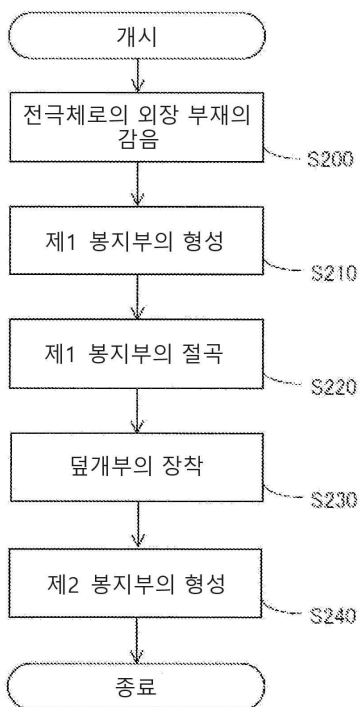 개시
전극체로의 외장 부재의
감음
S200
제1 봉지부의 형성
S210
제1 봉지부의 절곡
S220
덮개부의 장착
S230
제2 봉지부의 형성
S240
종료